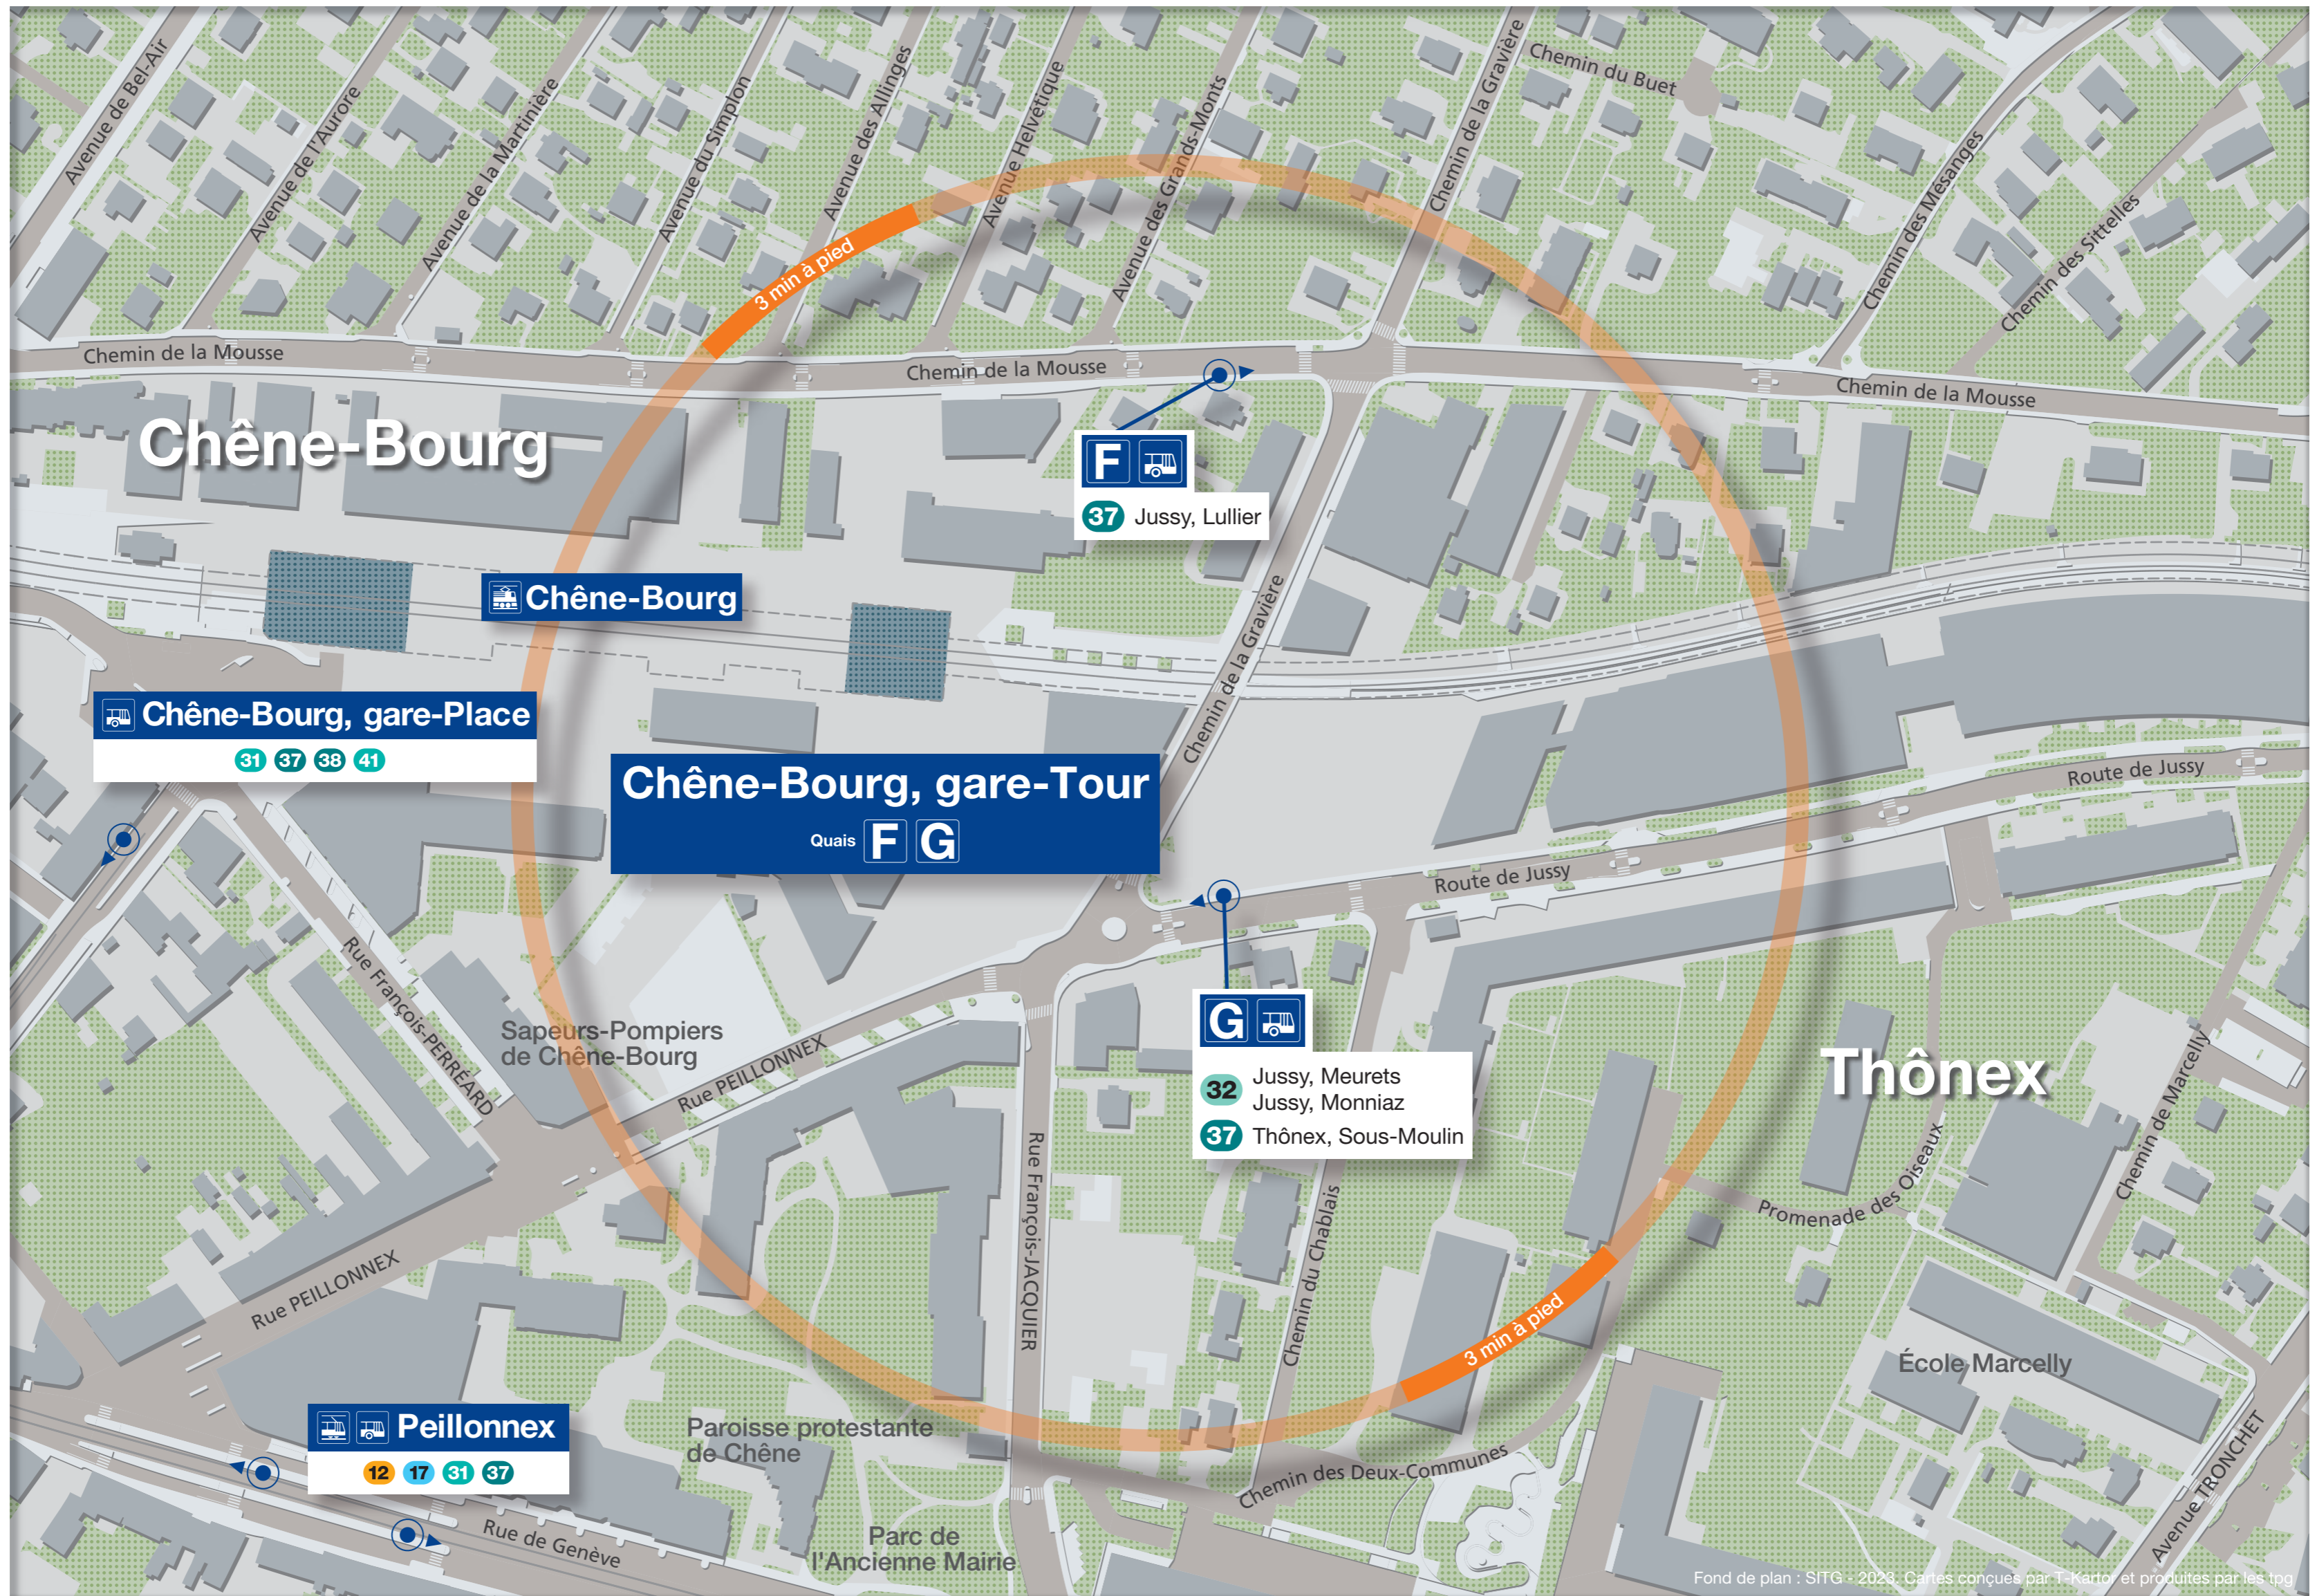 Avenue de Bel-Air
Avenue de l'Aurore
Avenue de la Martinière
Avenue du Simplon
Avenue des Allinges
Avenue Helvétique
Avenue des Grands-Monts
Chemin de la Gravière
Chemin du Buet
Chemin des Mésanges
Chemin des Sittelles
3 min à pied
Chemin de la Mousse
Chemin de la Mousse
Chemin de la Mousse
Chêne-Bourg
F
37 Jussy, Lullier
Chêne-Bourg
Chemin de la Gravière
Chêne-Bourg, gare-Place
31 37 38 41
Chêne-Bourg, gare-Tour
Quais F G
Route de Jussy
Route de Jussy
Rue François-PERRÉARD
Sapeurs-Pompiers
de Chêne-Bourg
Rue PEILLONNEX
G
32 Jussy, Meurets
Jussy, Monniaz
37 Thônex, Sous-Moulin
Thônex
Chemin de Marcelly
Promenade des Oiseaux
Rue François-JACQUIER
Chemin du Chablais
Rue PEILLONNEX
3 min à pied
École Marcelly
Peillonnex
12 17 31 37
Paroisse protestante
de Chêne
Chemin des Deux-Communes
Avenue TRONCHET
Rue de Genève
Parc de
l'Ancienne Mairie
Fond de plan : SITG - 2023. Cartes conçues par T-Kartor et produites par les tpg